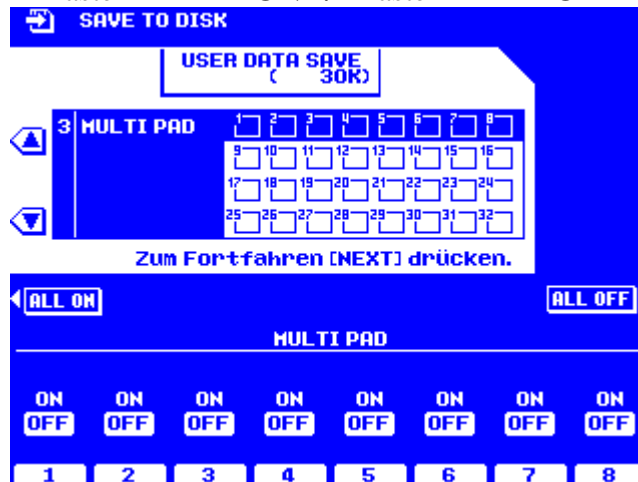 SAVE TO DISK
USER DATA SAVE
( 30K)
3 MULTI PAD 1 2 3 4 5 6 7 8
9 10 11 12 13 14 15 16
17 18 19 20 21 22 23 24
25 26 27 28 29 30 31 32
Zum Fortfahren [NEXT] drücken.
ALL ON ALL OFF
MULTI PAD
ON ON ON ON ON ON ON ON
OFF OFF OFF OFF OFF OFF OFF OFF
1 2 3 4 5 6 7 8